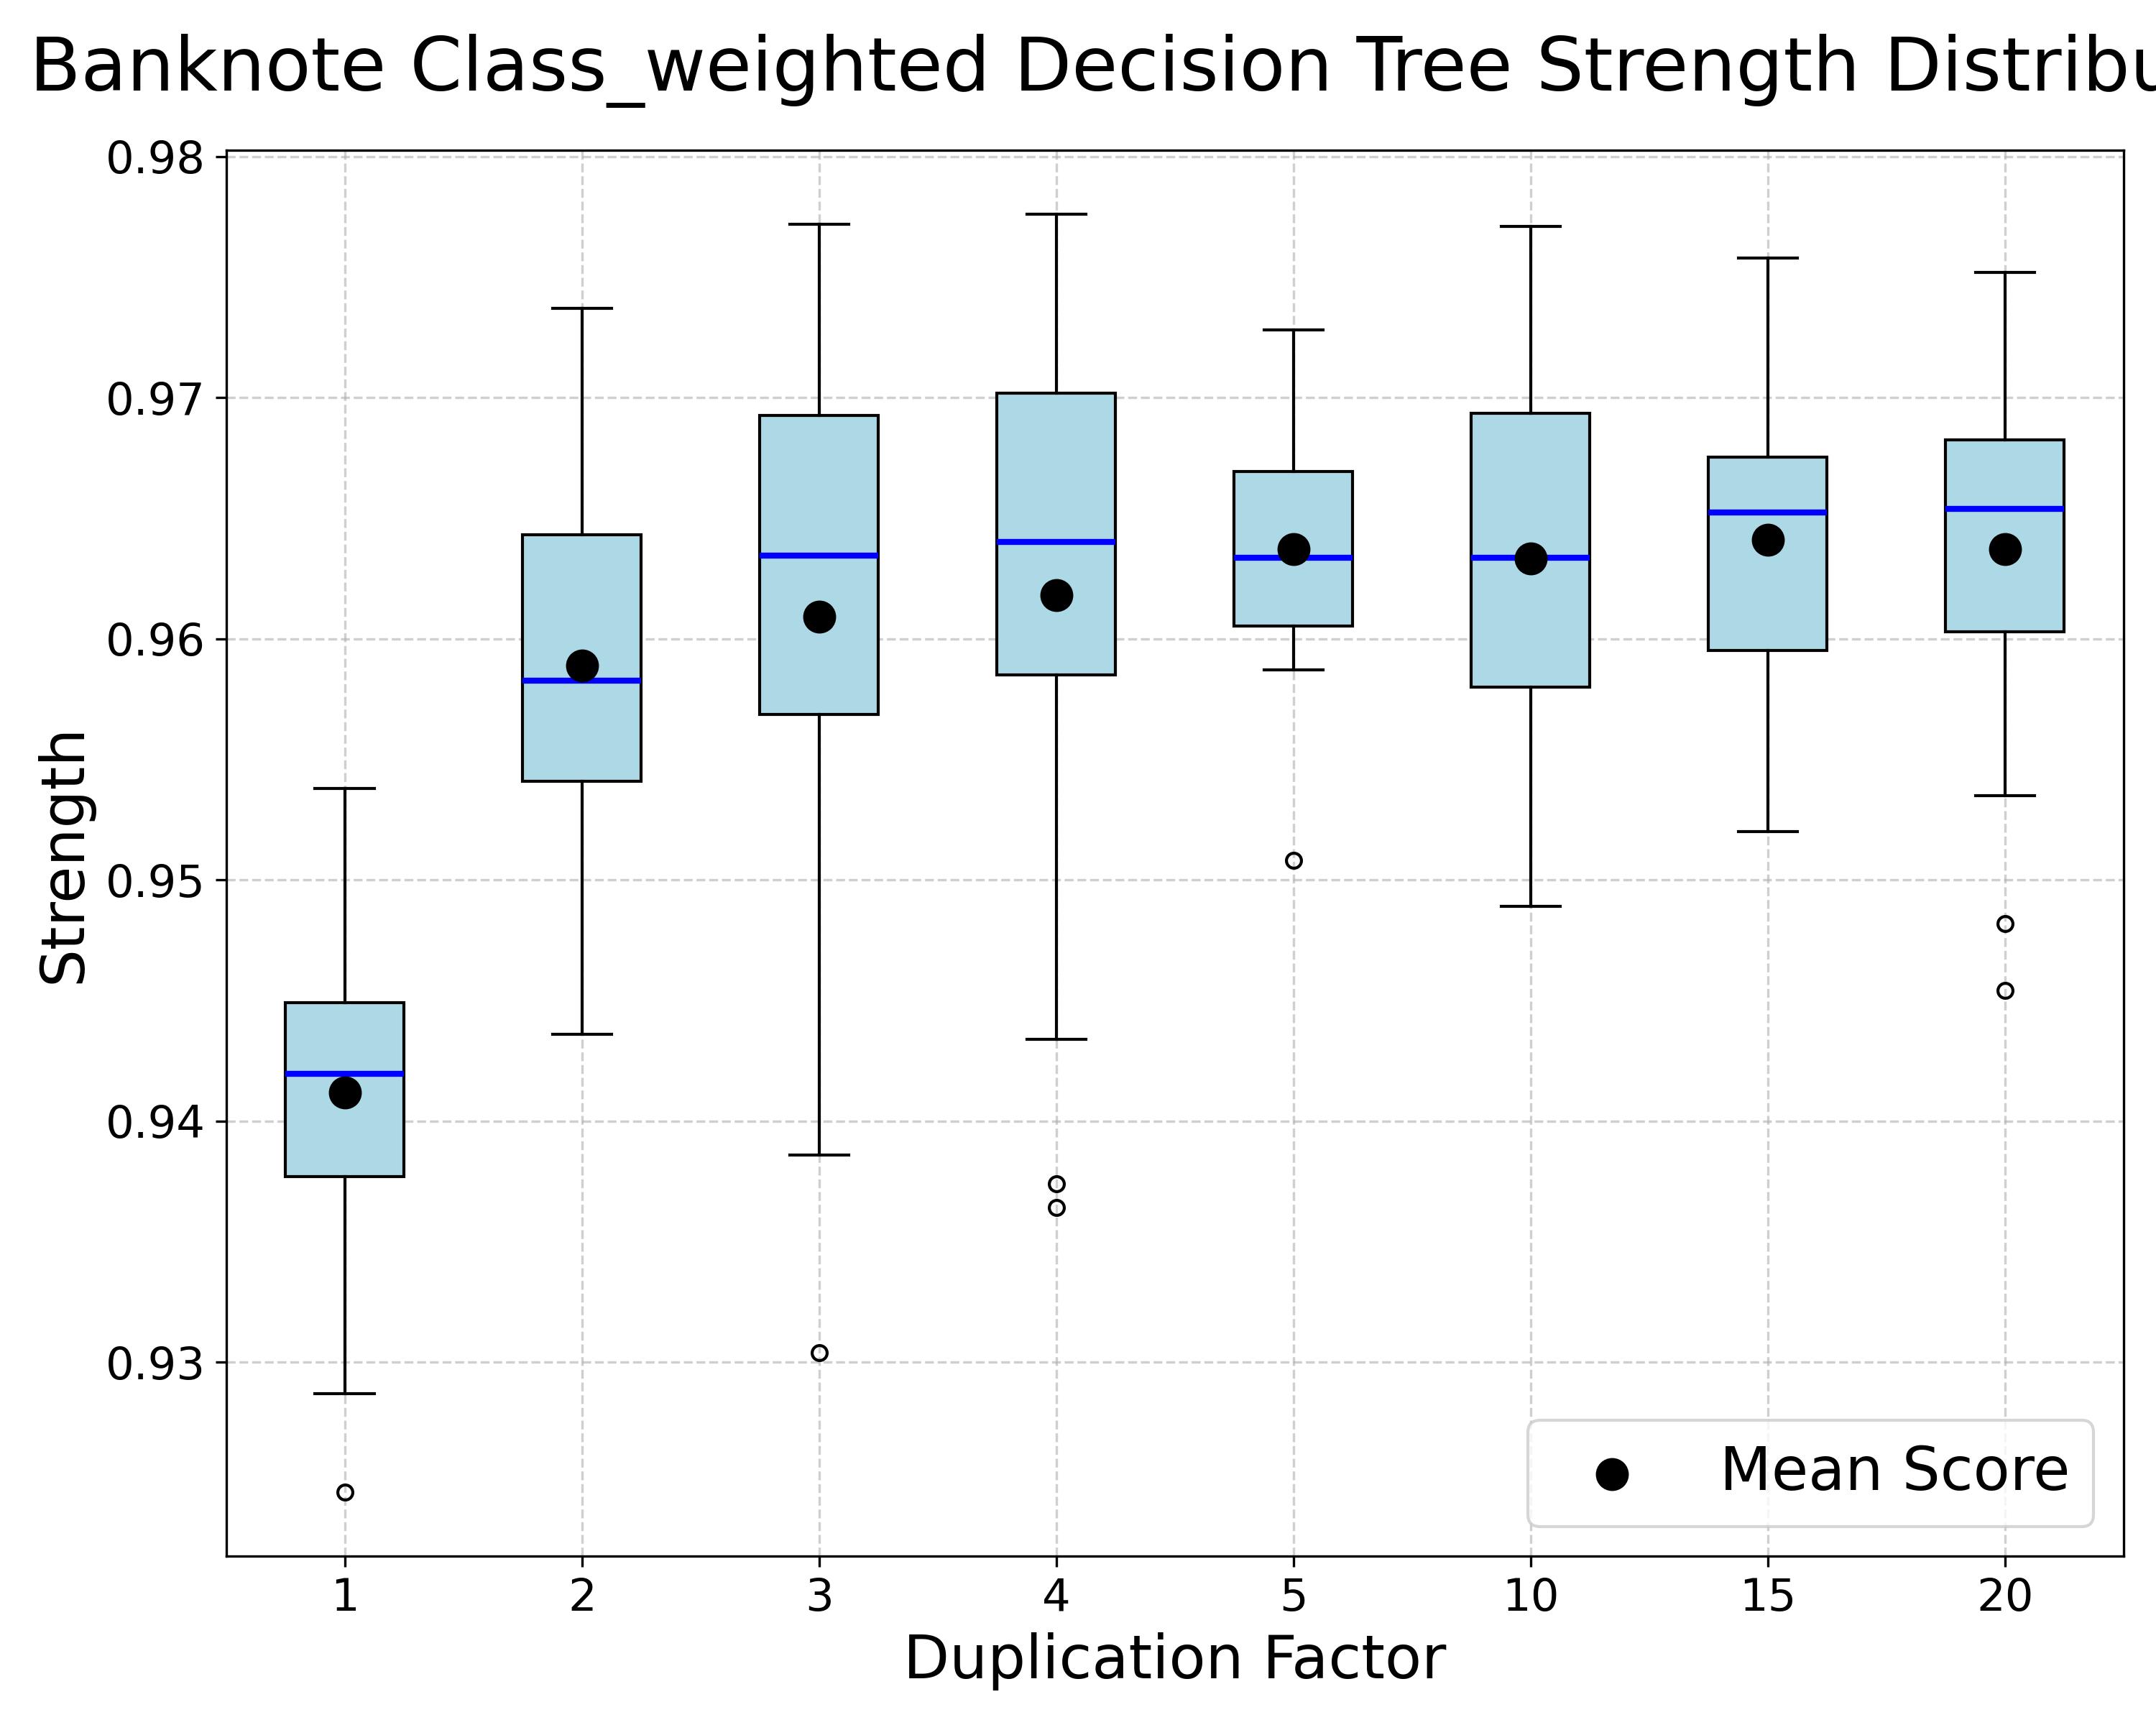 Banknote Class_weighted Decision Tree Strength Distribu
0.98
0.97
0.96
0.95
0.94
0.93
Strength
Mean Score
1 2 3 4 5 10 15 20
Duplication Factor